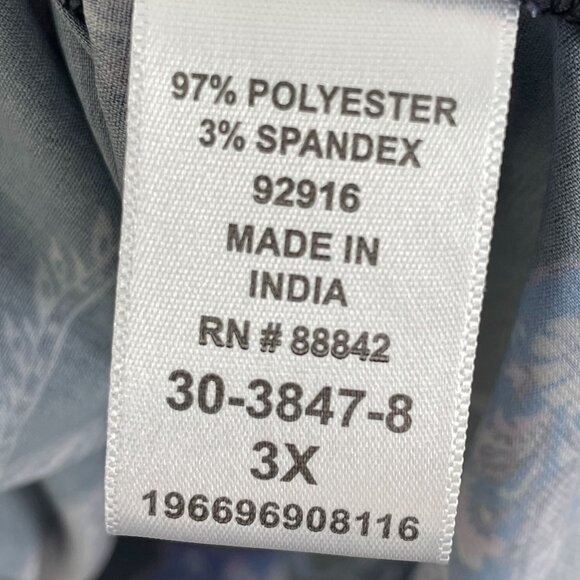 97% POLYESTER
3% SPANDEX
92916
MADE IN
INDIA
RN # 88842
30-3847-8
3X
196696908116